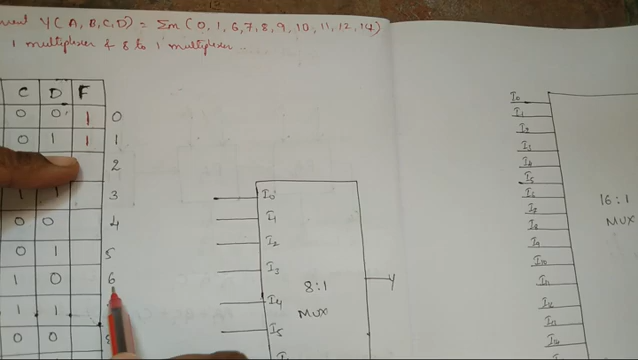 Y(A, B, C, D) = Σm (0, 1, 6, 7, 8, 9, 10, 11, 12, 14)
1 multiplexer & 8 to 1 multiplexer.
C D F
0 0 1 0
0 1 1 1
2
1 1 3
0 0 4
0 1 5
1 0 6
1 1
0 0
I0
I1
I2
I3
I4
I5
8:1
MUX
Y
I0
I1
I2
I3
I4
I5
I6
I7
I8
I9
I10
I11
I12
I13
I14
16:1
MUX